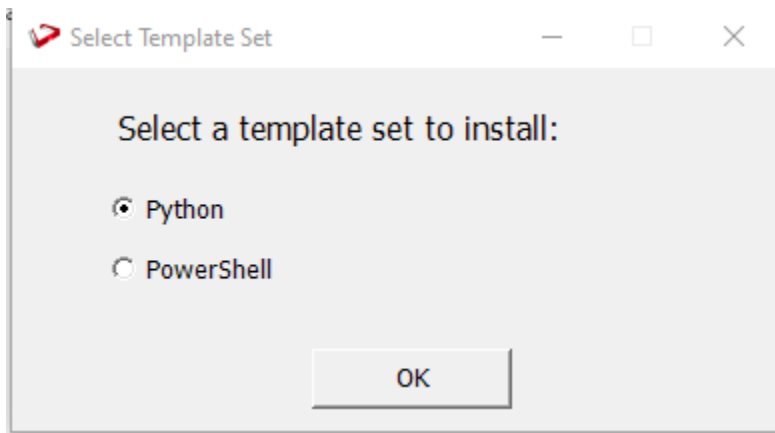 Select Template Set
Select a template set to install:
Python
PowerShell
OK